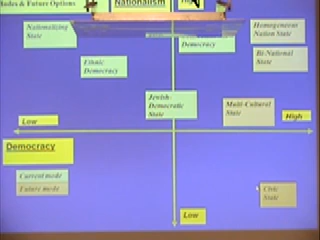 Modes & Future Options
Nationalism
Nationalizing
State
Democracy
Homogeneous
Nation State
Bi-National
State
Ethnic
Democracy
Jewish-
Democratic
State
Multi-Cultural
State
Low
High
Democracy
Current mode
Future mode
Civic
State
Low